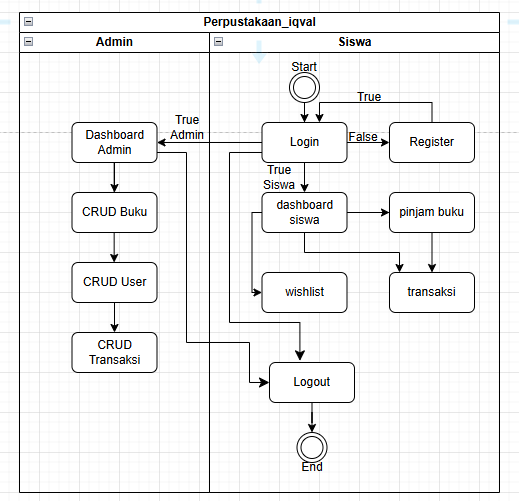 Perpustakaan_iqval
Admin
Siswa
Start
True
True
Admin
Dashboard
Admin
Login
False
Register
True
Siswa
CRUD Buku
dashboard
siswa
pinjam buku
CRUD User
wishlist
transaksi
CRUD
Transaksi
Logout
End